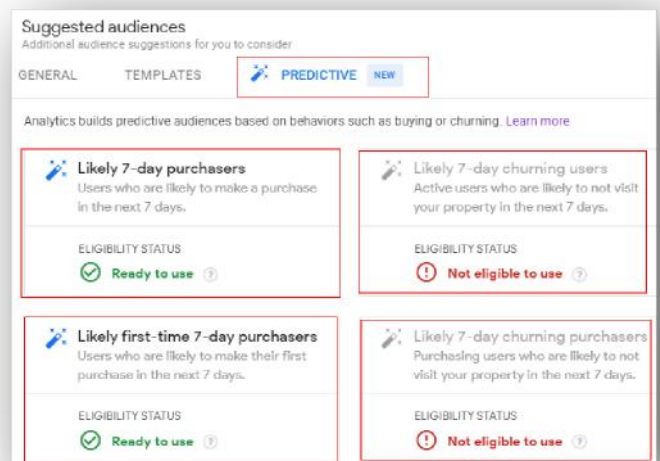 Suggested audiences
Additional audience suggestions for you to consider
GENERAL TEMPLATES PREDICTIVE NEW
Analytics builds predictive audiences based on behaviors such as buying or churning. Learn more
Likely 7-day purchasers
Users who are likely to make a purchase
in the next 7 days.
ELIGIBILITY STATUS
Ready to use ?
Likely 7-day churning users
Active users who are likely to not visit
your property in the next 7 days.
ELIGIBILITY STATUS
Not eligible to use ?
Likely first-time 7-day purchasers
Users who are likely to make their first
purchase in the next 7 days.
ELIGIBILITY STATUS
Ready to use ?
Likely 7-day churning purchasers
Purchasing users who are likely to not
visit your property in the next 7 days.
ELIGIBILITY STATUS
Not eligible to use ?